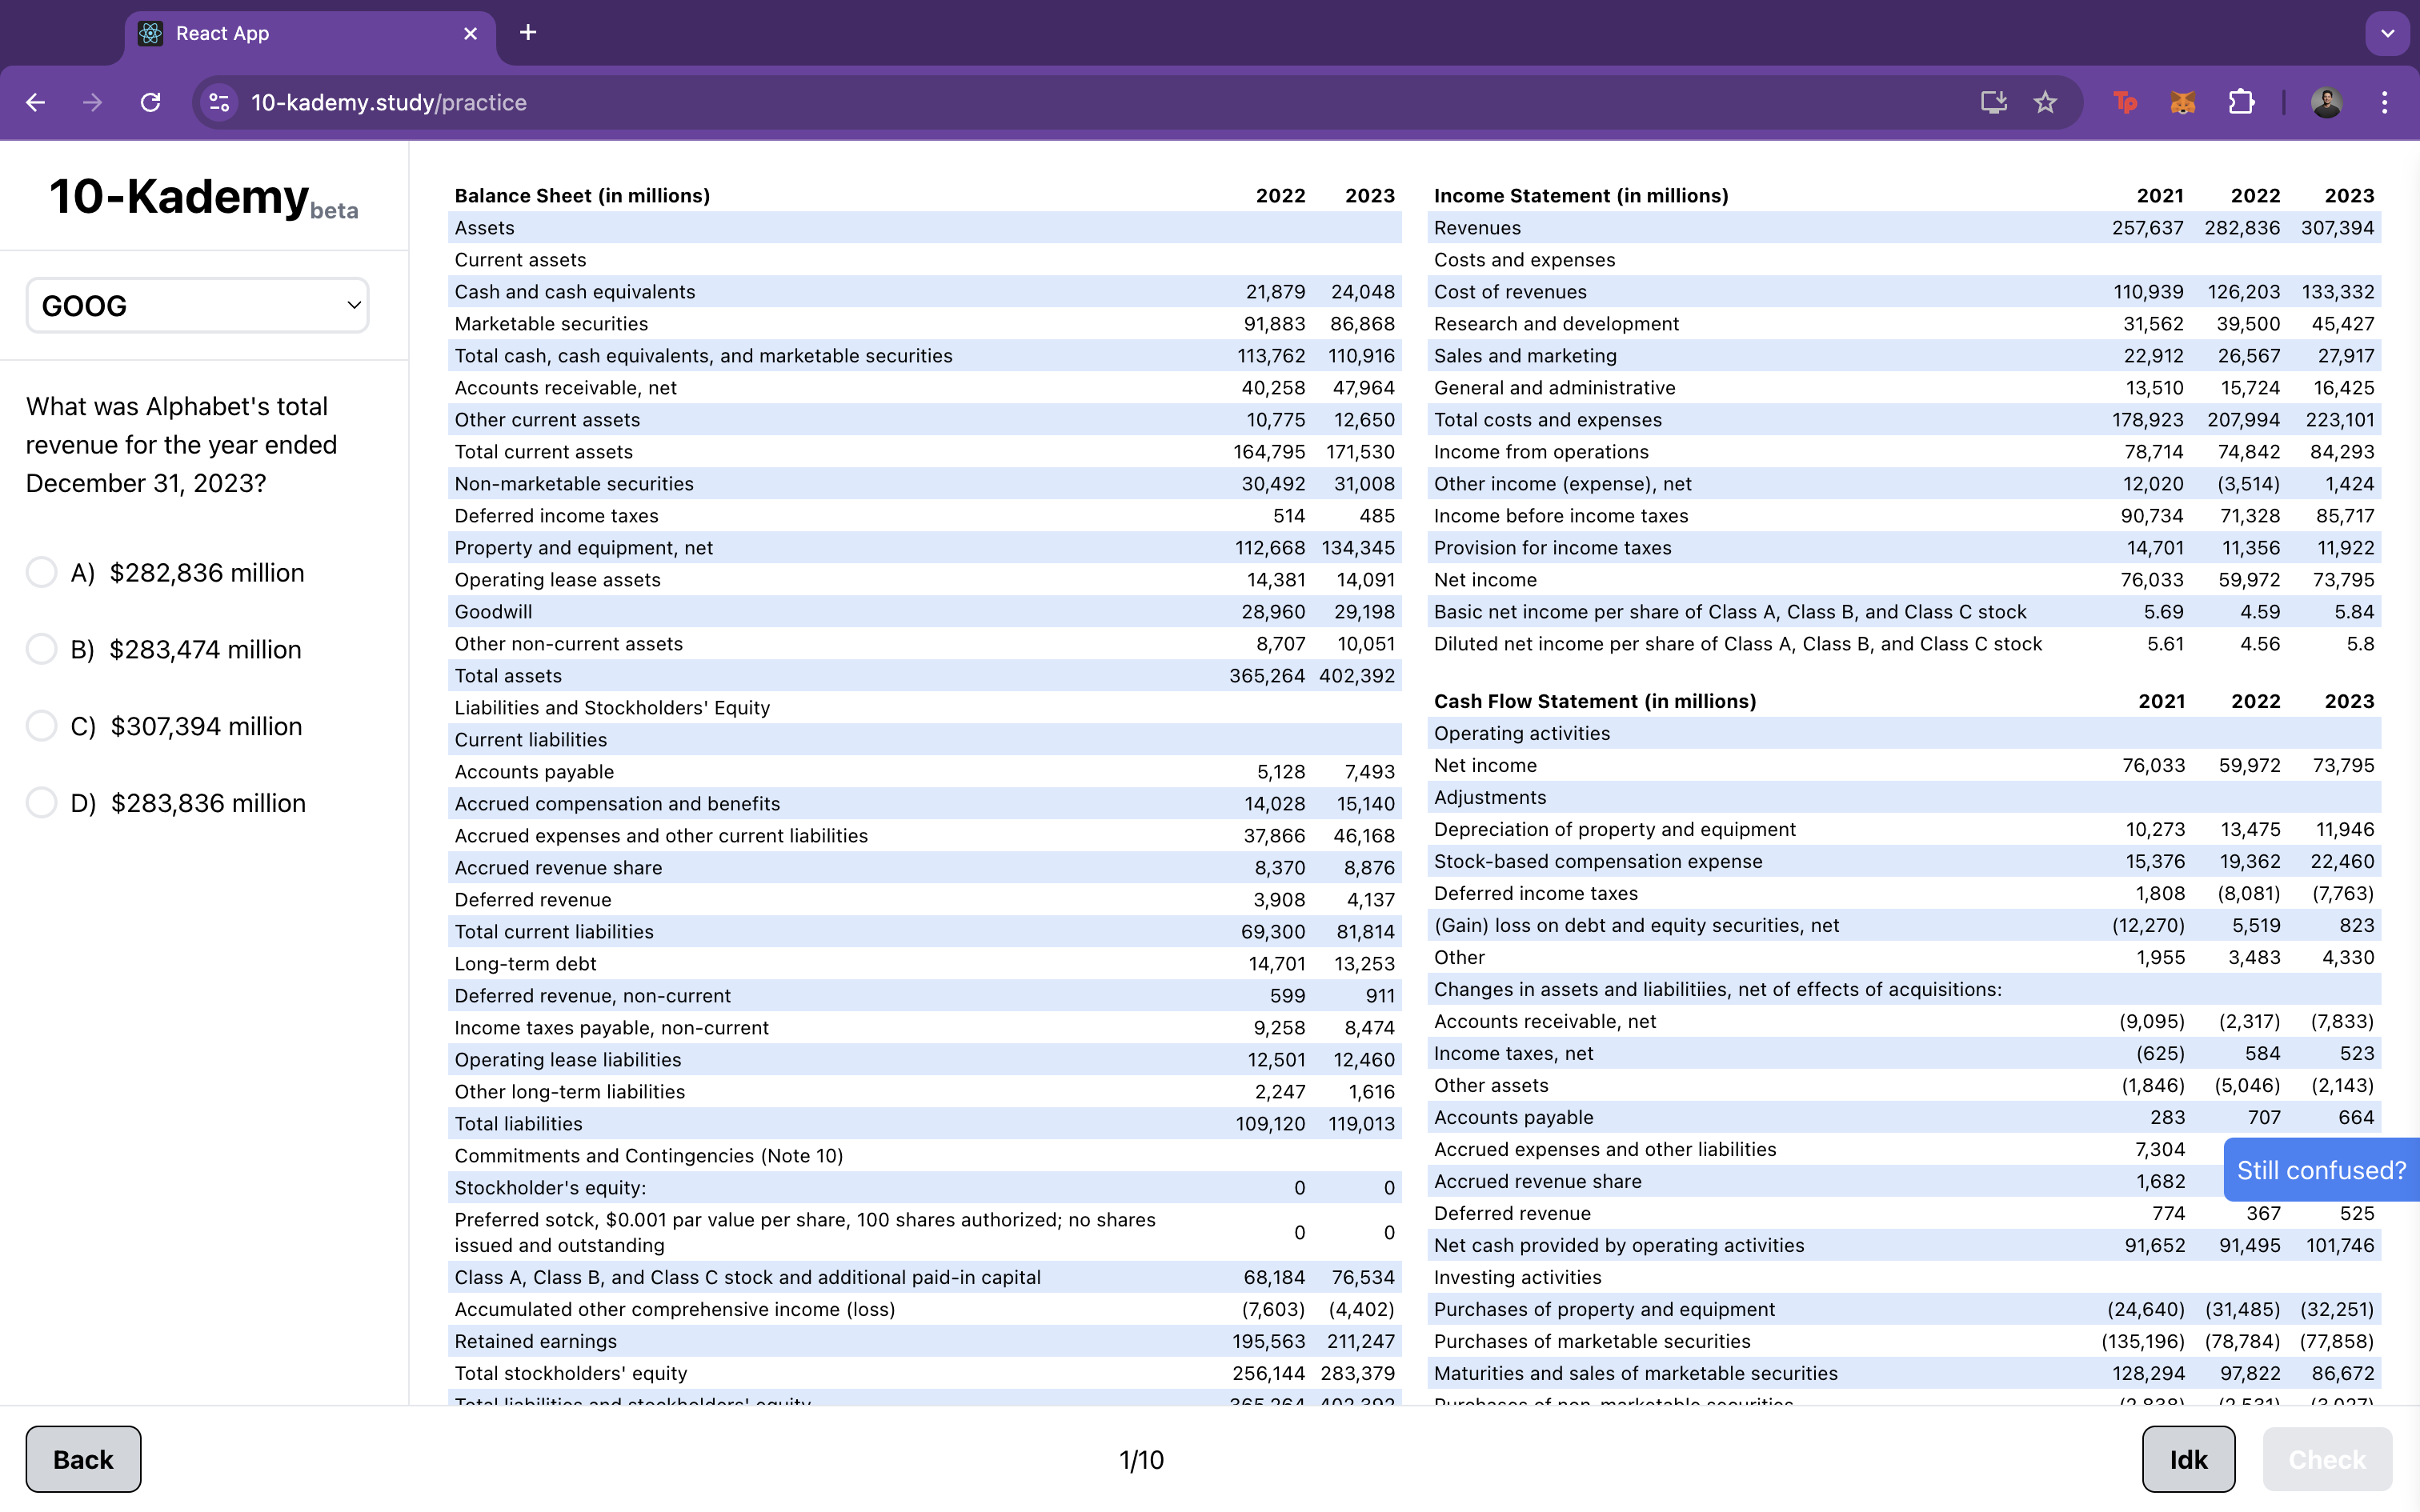 React App
10-kademy.study/practice
10-Kademy beta
GOOG
What was Alphabet's total
revenue for the year ended
December 31, 2023?
A) $282,836 million
B) $283,474 million
C) $307,394 million
D) $283,836 million
Balance Sheet (in millions) 2022 2023
Assets
Current assets
Cash and cash equivalents 21,879 24,048
Marketable securities 91,883 86,868
Total cash, cash equivalents, and marketable securities 113,762 110,916
Accounts receivable, net 40,258 47,964
Other current assets 10,775 12,650
Total current assets 164,795 171,530
Non-marketable securities 30,492 31,008
Deferred income taxes 514 485
Property and equipment, net 112,668 134,345
Operating lease assets 14,381 14,091
Goodwill 28,960 29,198
Other non-current assets 8,707 10,051
Total assets 365,264 402,392
Liabilities and Stockholders' Equity
Current liabilities
Accounts payable 5,128 7,493
Accrued compensation and benefits 14,028 15,140
Accrued expenses and other current liabilities 37,866 46,168
Accrued revenue share 8,370 8,876
Deferred revenue 3,908 4,137
Total current liabilities 69,300 81,814
Long-term debt 14,701 13,253
Deferred revenue, non-current 599 911
Income taxes payable, non-current 9,258 8,474
Operating lease liabilities 12,501 12,460
Other long-term liabilities 2,247 1,616
Total liabilities 109,120 119,013
Commitments and Contingencies (Note 10)
Stockholder's equity: 0 0
Preferred sotck, $0.001 par value per share, 100 shares authorized; no shares
issued and outstanding 0 0
Class A, Class B, and Class C stock and additional paid-in capital 68,184 76,534
Accumulated other comprehensive income (loss) (7,603) (4,402)
Retained earnings 195,563 211,247
Total stockholders' equity 256,144 283,379
Total liabilities and stockholders' equity 365,264 402,392
Income Statement (in millions) 2021 2022 2023
Revenues 257,637 282,836 307,394
Costs and expenses
Cost of revenues 110,939 126,203 133,332
Research and development 31,562 39,500 45,427
Sales and marketing 22,912 26,567 27,917
General and administrative 13,510 15,724 16,425
Total costs and expenses 178,923 207,994 223,101
Income from operations 78,714 74,842 84,293
Other income (expense), net 12,020 (3,514) 1,424
Income before income taxes 90,734 71,328 85,717
Provision for income taxes 14,701 11,356 11,922
Net income 76,033 59,972 73,795
Basic net income per share of Class A, Class B, and Class C stock 5.69 4.59 5.84
Diluted net income per share of Class A, Class B, and Class C stock 5.61 4.56 5.8
Cash Flow Statement (in millions) 2021 2022 2023
Operating activities
Net income 76,033 59,972 73,795
Adjustments
Depreciation of property and equipment 10,273 13,475 11,946
Stock-based compensation expense 15,376 19,362 22,460
Deferred income taxes 1,808 (8,081) (7,763)
(Gain) loss on debt and equity securities, net (12,270) 5,519 823
Other 1,955 3,483 4,330
Changes in assets and liabilitiies, net of effects of acquisitions:
Accounts receivable, net (9,095) (2,317) (7,833)
Income taxes, net (625) 584 523
Other assets (1,846) (5,046) (2,143)
Accounts payable 283 707 664
Accrued expenses and other liabilities 7,304
Accrued revenue share 1,682
Deferred revenue 774 367 525
Net cash provided by operating activities 91,652 91,495 101,746
Investing activities
Purchases of property and equipment (24,640) (31,485) (32,251)
Purchases of marketable securities (135,196) (78,784) (77,858)
Maturities and sales of marketable securities 128,294 97,822 86,672
Purchases of non-marketable securities (2,838) (2,531) (3,027)
Still confused?
Back
1/10
Idk
Check